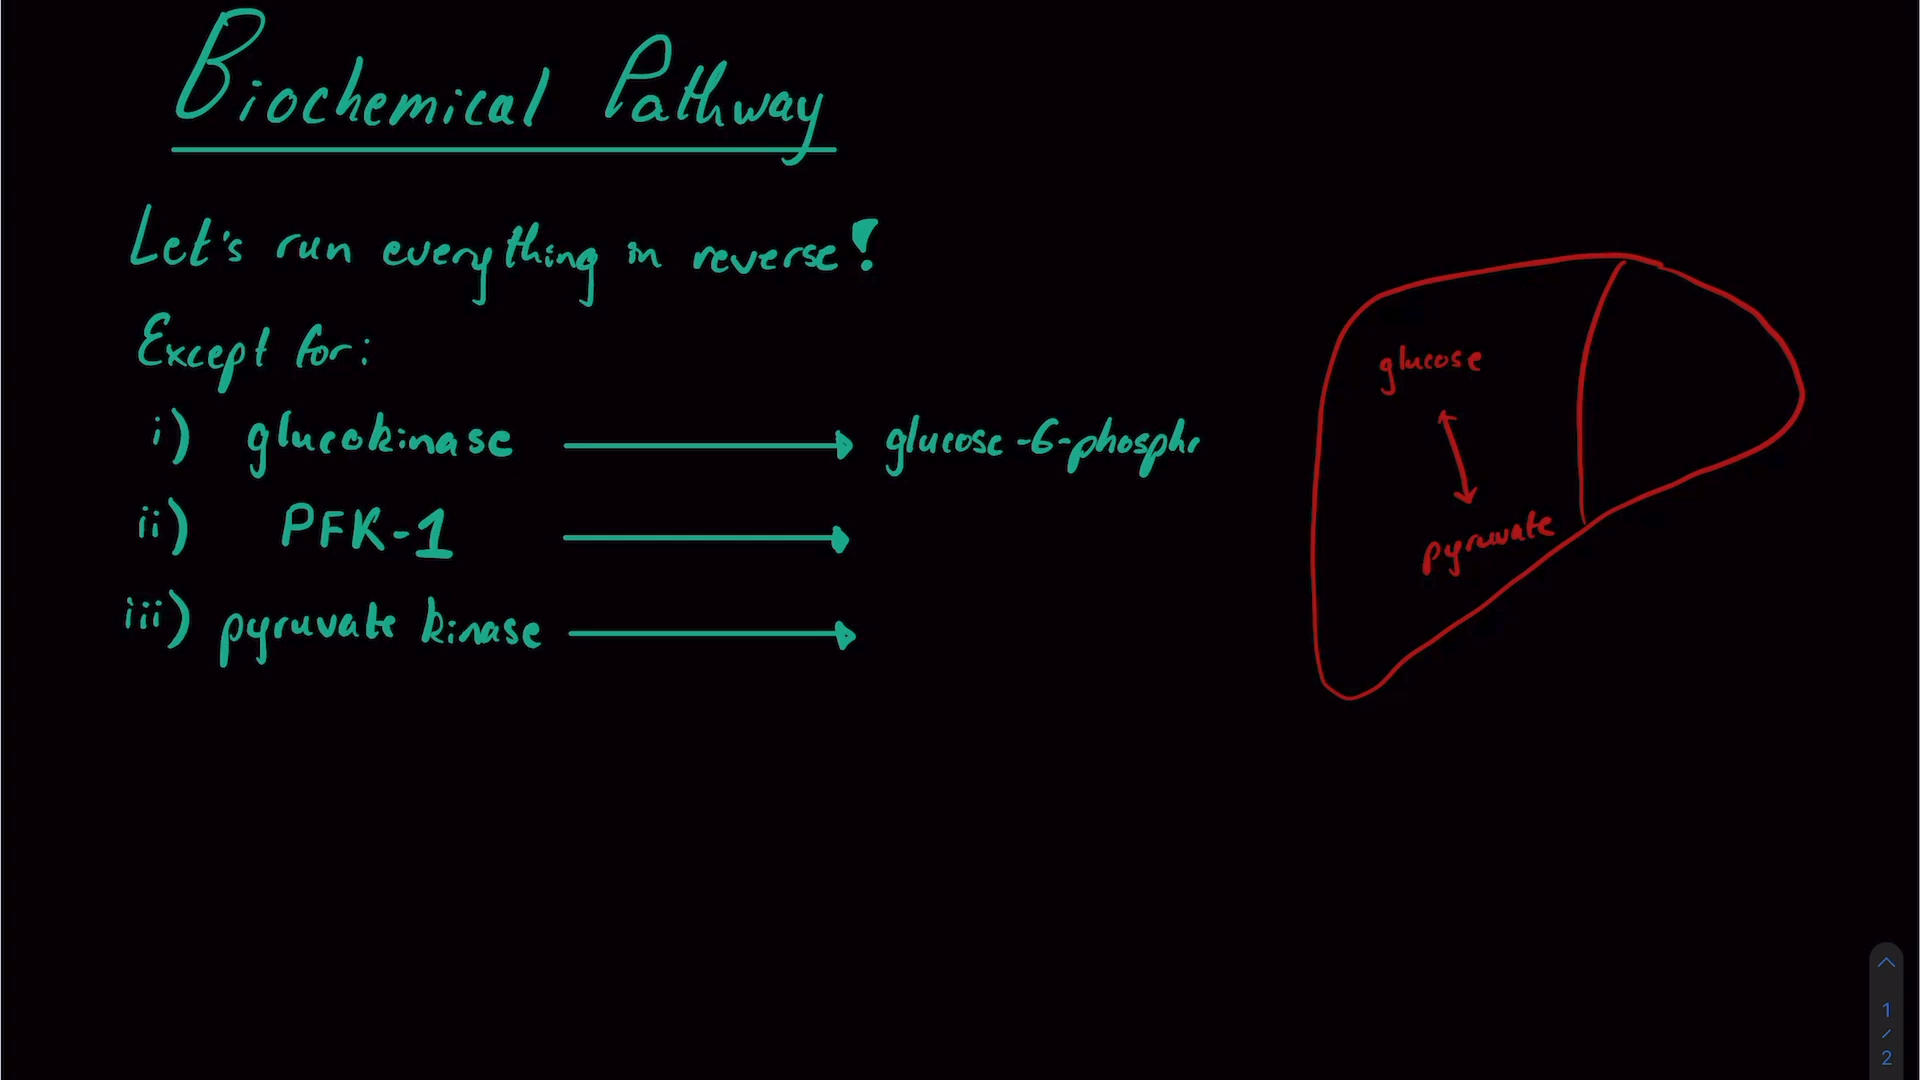 Biochemical Pathway
Let's run everything in reverse!
Except for:
i) glucokinase → glucose-6-phosphr
ii) PFK-1 →
iii) pyruvate kinase →
glucose
pyruvate
1
/
2